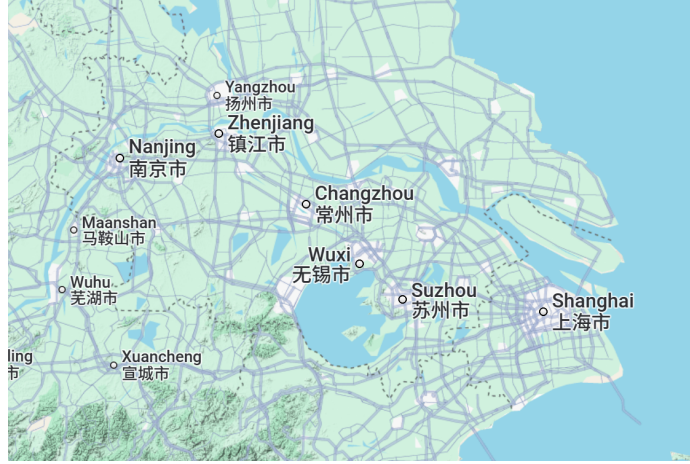 Yangzhou
扬州市
Zhenjiang
镇江市
Nanjing
南京市
Changzhou
常州市
Maanshan
马鞍山市
Wuxi
无锡市
Wuhu
芜湖市
Suzhou
苏州市
Shanghai
上海市
ling
市
Xuancheng
宣城市